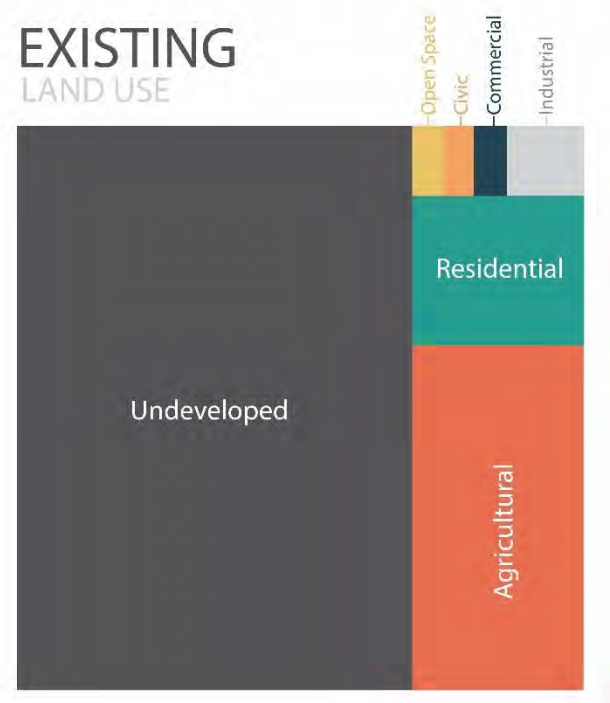 EXISTING
LAND USE
Open Space
Civic
Commercial
Industrial
Residential
Undeveloped
Agricultural